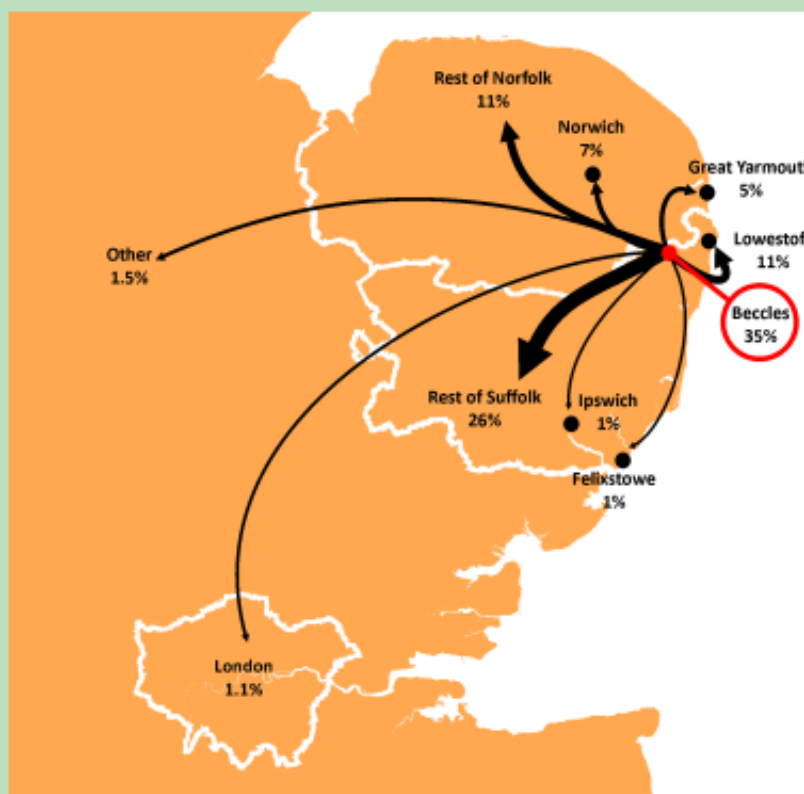 Rest of Norfolk
11%
Norwich
7%
Great Yarmout
5%
Lowestof
11%
Other
1.5%
Beccles
35%
Rest of Suffolk
26%
Ipswich
1%
Felixstowe
1%
London
1.1%